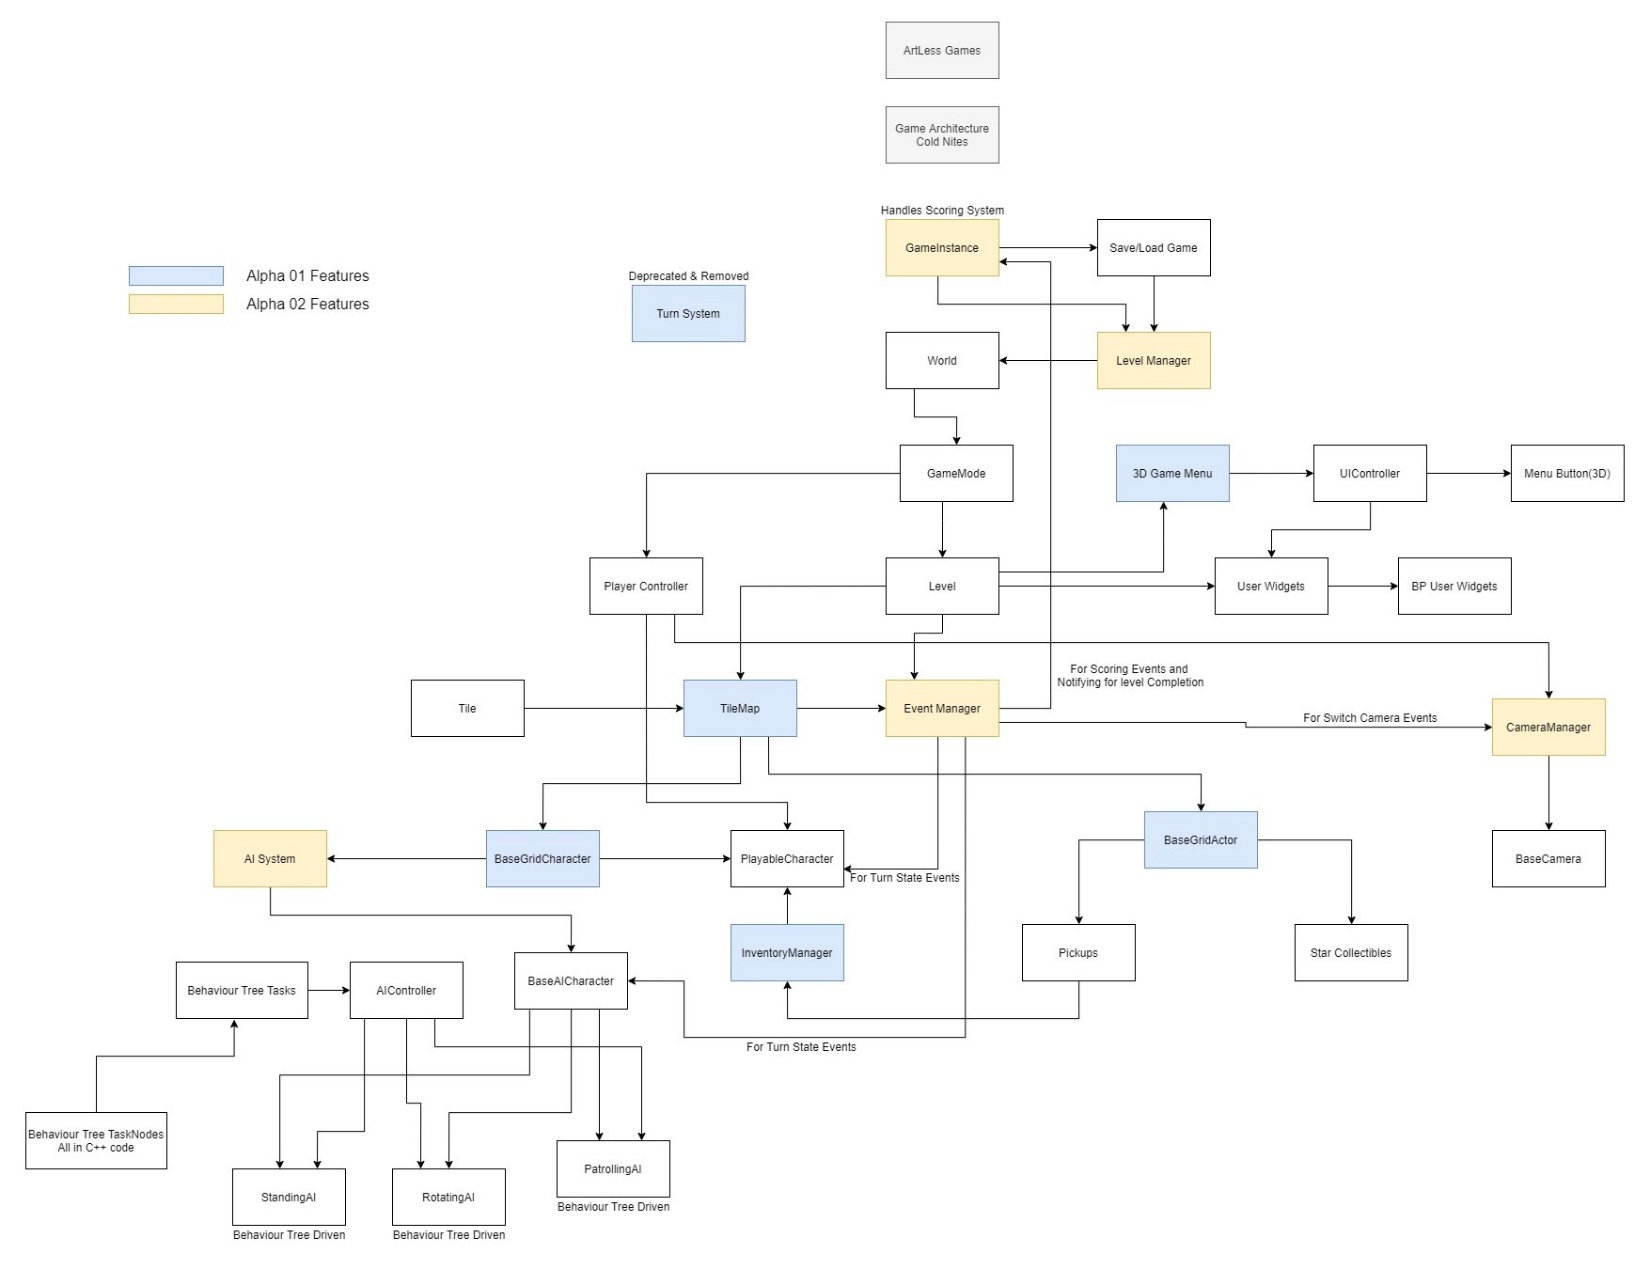 ArtLess Games
Game Architecture
Cold Nites
Handles Scoring System
GameInstance
Save/Load Game
Alpha 01 Features
Alpha 02 Features
Deprecated & Removed
Turn System
World
Level Manager
GameMode
3D Game Menu
UIController
Menu Button(3D)
Player Controller
Level
User Widgets
BP User Widgets
For Scoring Events and
Notifying for level Completion
Tile
TileMap
Event Manager
For Switch Camera Events
CameraManager
AI System
BaseGridCharacter
PlayableCharacter
For Turn State Events
BaseGridActor
BaseCamera
InventoryManager
Pickups
Star Collectibles
Behaviour Tree Tasks
AIController
BaseAICharacter
For Turn State Events
Behaviour Tree TaskNodes
All in C++ code
StandingAI
Behaviour Tree Driven
RotatingAI
Behaviour Tree Driven
PatrollingAI
Behaviour Tree Driven